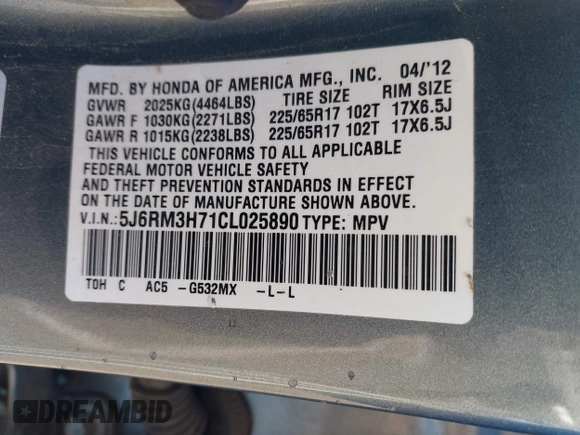 MFD. BY HONDA OF AMERICA MFG., INC. 04/'12
GVWR 2025KG(4464LBS) TIRE SIZE RIM SIZE
GAWR F 1030KG(2271LBS) 225/65R17 102T 17X6.5J
GAWR R 1015KG(2238LBS) 225/65R17 102T 17X6.5J
THIS VEHICLE CONFORMS TO ALL APPLICABLE
FEDERAL MOTOR VEHICLE SAFETY
AND THEFT PREVENTION STANDARDS IN EFFECT
ON THE DATE OF MANUFACTURE SHOWN ABOVE.
V.I.N.:5J6RM3H71CL025890 TYPE: MPV
TOH C AC5 -G532MX -L-L
DREAMBID